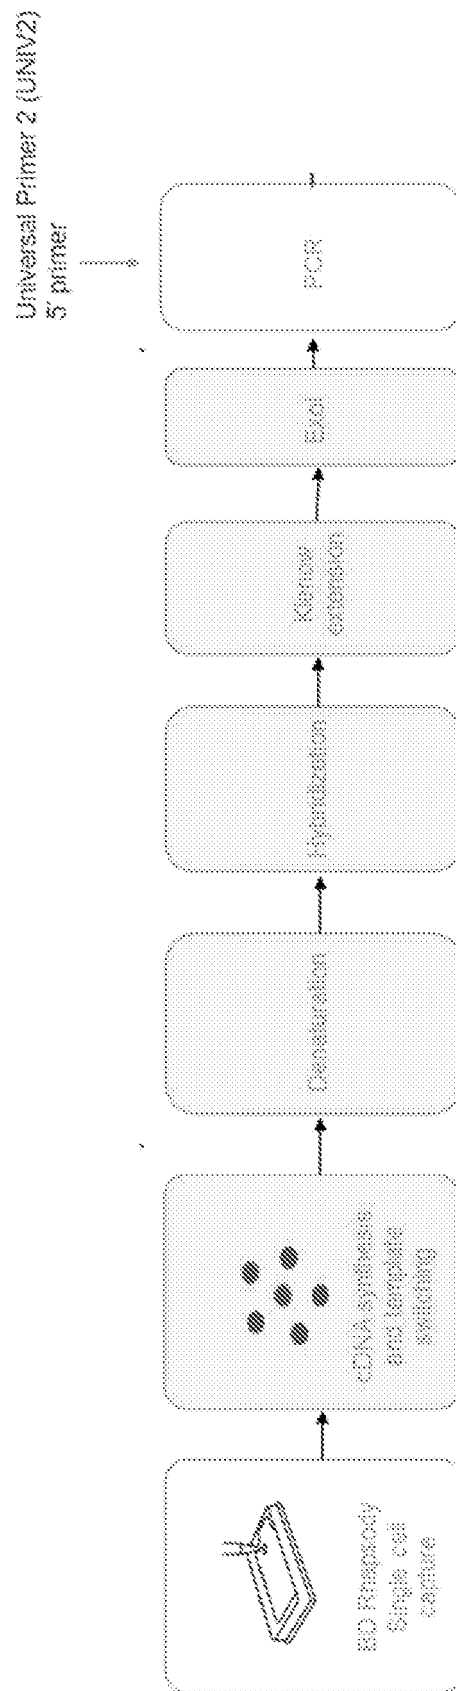 Universal Primer 2 (UNIV2)
5' primer
BD Rhapsody
Single cell
capture
cDNA synthesis
and template
switching
Denaturation
Hybridization
Klenow
extension
ExoI
PCR